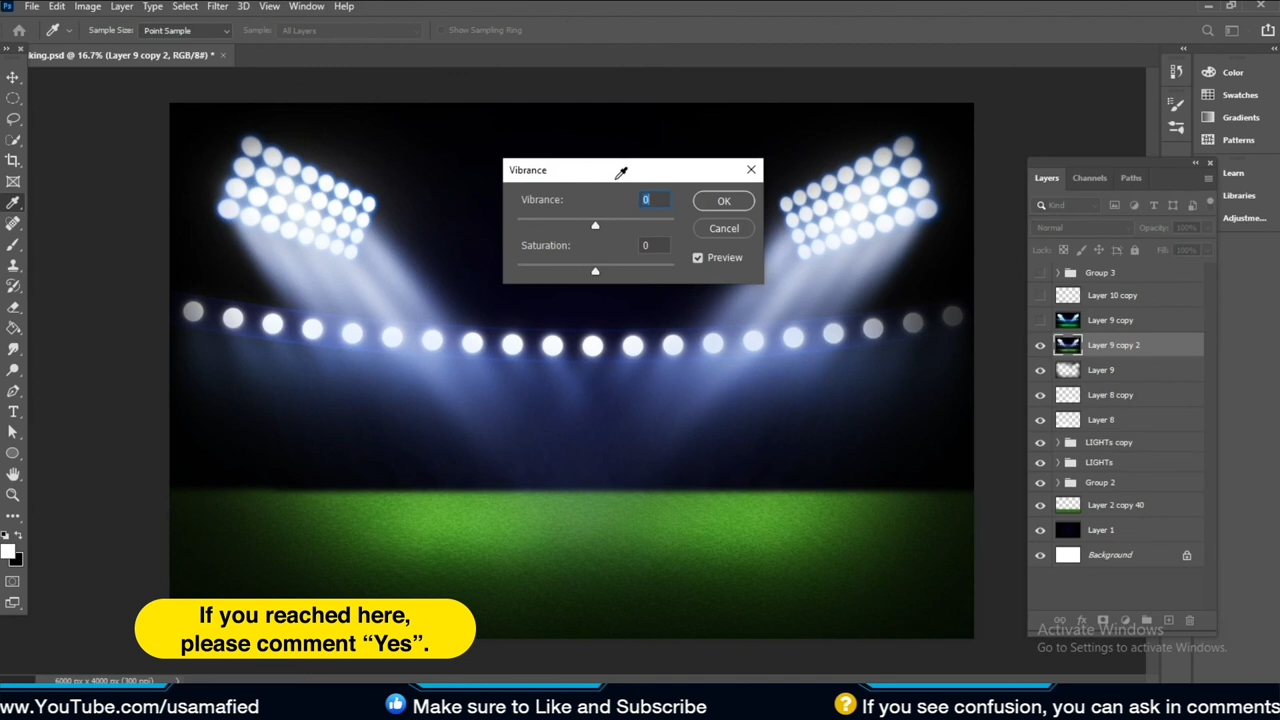 Ps File Edit Image Layer Type Select Filter 3D View Window Help
Sample Size: Point Sample Sample: All Layers Show Sampling Ring
king.psd @ 16.7% (Layer 9 copy 2, RGB/8#) *
Color
Swatches
Gradients
Patterns
Learn
Libraries
Adjustme...
Vibrance
Vibrance: 0 OK
Cancel
Saturation: 0
Preview
Layers Channels Paths
Kind
Normal Opacity: 100%
Lock: Fill: 100%
Group 3
Layer 10 copy
Layer 9 copy
Layer 9 copy 2
Layer 9
Layer 8 copy
Layer 8
LIGHTs copy
LIGHTs
Group 2
Layer 2 copy 40
Layer 1
Background
Activate Windows
Go to Settings to activate Windows.
If you reached here,
please comment “Yes”.
6000 px x 4000 px (300 ppi)
ww.YouTube.com/usamafied Make sure to Like and Subscribe If you see confusion, you can ask in comments